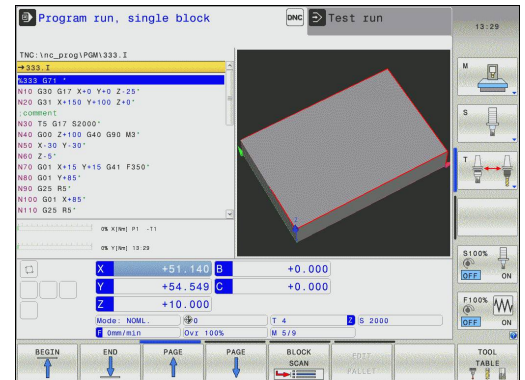 Program run, single block
DNC
Test run
13:29
TNC:\nc_prog\PGM\333.I
→333.I
%333 G71 *
N10 G30 G17 X+0 Y+0 Z-25*
N20 G31 X+150 Y+100 Z+0*
;comment
N30 T5 G17 S2000*
N40 G00 Z+100 G40 G90 M3*
N50 X-30 Y-30*
N60 Z-5*
N70 G01 X+15 Y+15 G41 F350*
N80 G01 Y+85*
N90 G25 R5*
N100 G01 X+85*
N110 G25 R5*
0% X[Nm] P1 -T1
0% Y[Nm] 13:29
Z
M
S
T
X +51.140 B +0.000
Y +54.549 C +0.000
Z +10.000
Mode: NOML. 0 T 4 Z S 2000
F 0mm/min Ovr 100% M 5/9
S100%
OFF ON
F100%
OFF ON
BEGIN
END
PAGE
PAGE
BLOCK
SCAN
EDIT
PALLET
TOOL
TABLE